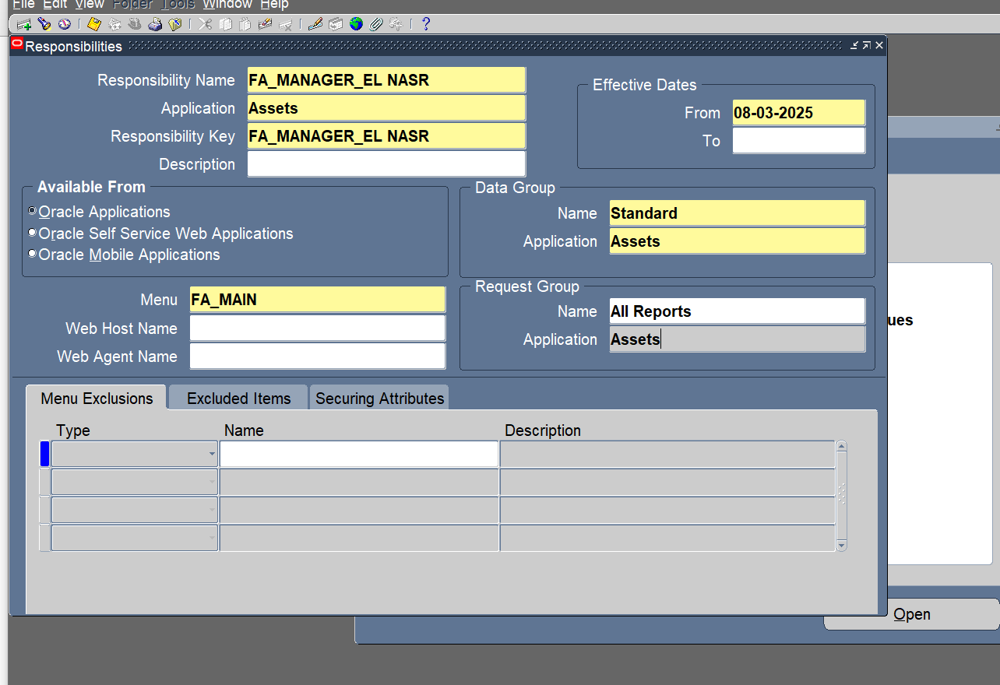 File Edit View Folder Tools Window Help
Responsibilities
Responsibility Name FA_MANAGER_EL NASR
Application Assets
Responsibility Key FA_MANAGER_EL NASR
Description
Effective Dates
From 08-03-2025
To
Available From
Oracle Applications
Oracle Self Service Web Applications
Oracle Mobile Applications
Data Group
Name Standard
Application Assets
Menu FA_MAIN
Web Host Name
Web Agent Name
Request Group
Name All Reports
Application Assets
ues
Menu Exclusions Excluded Items Securing Attributes
Type Name Description
Open